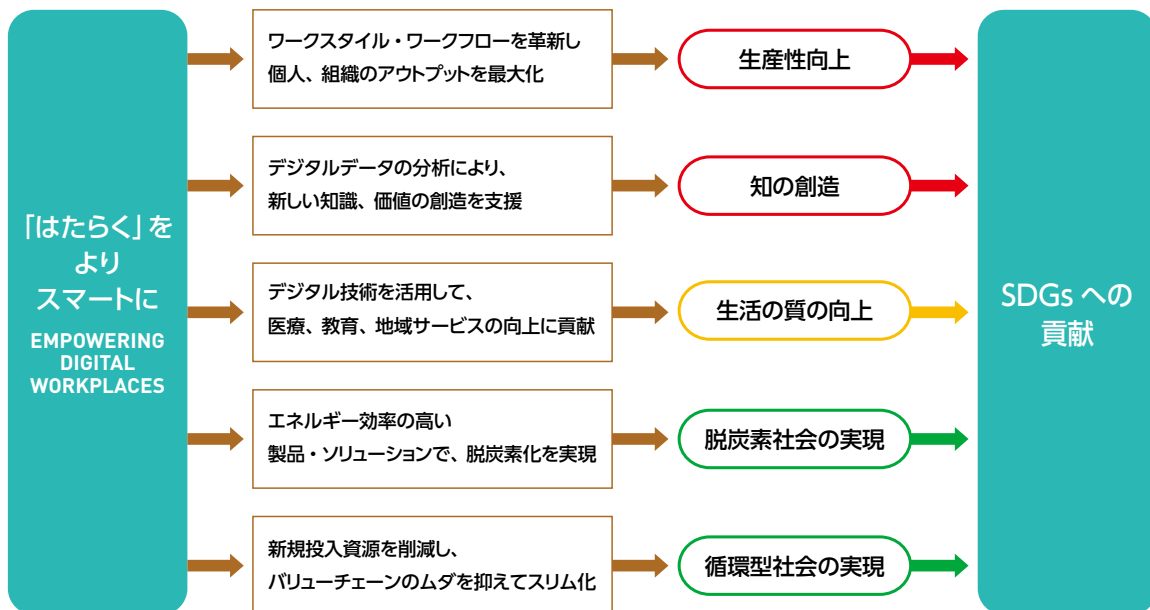 「はたらく」を
より
スマートに
EMPOWERING
DIGITAL
WORKPLACES
ワークスタイル・ワークフローを革新し
個人、組織のアウトプットを最大化
生産性向上
デジタルデータの分析により、
新しい知識、価値の創造を支援
知の創造
デジタル技術を活用して、
医療、教育、地域サービスの向上に貢献
生活の質の向上
エネルギー効率の高い
製品・ソリューションで、脱炭素化を実現
脱炭素社会の実現
新規投入資源を削減し、
バリューチェーンのムダを抑えてスリム化
循環型社会の実現
SDGs への
貢献